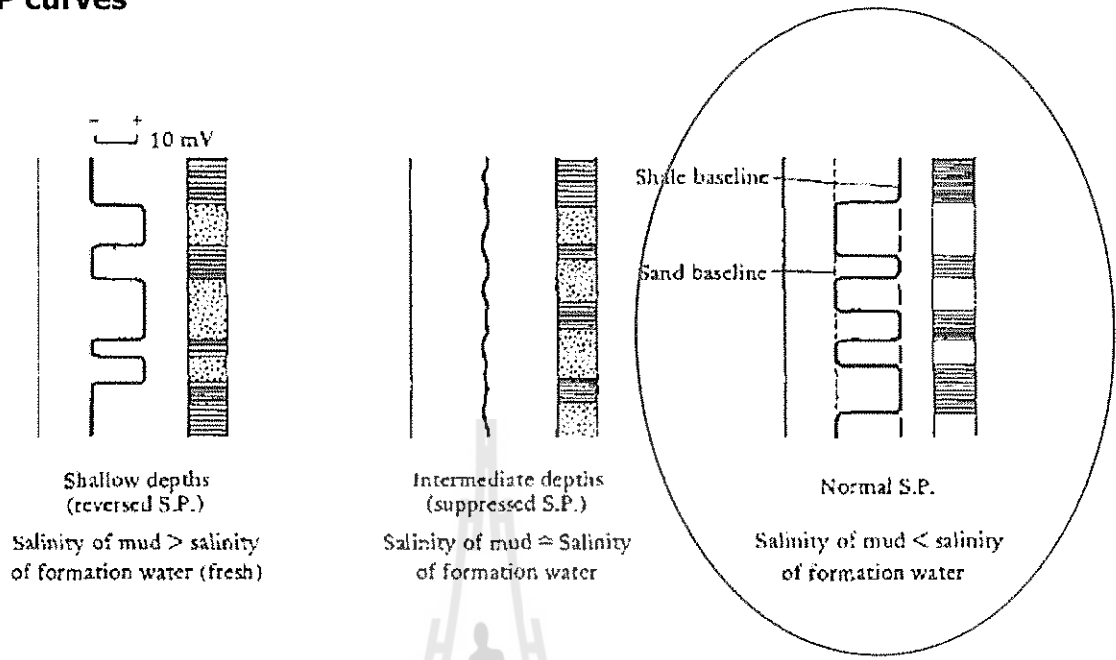 P curves
- +
10 mV
Shale baseline
Sand baseline
Shallow depths
(reversed S.P.)
Salinity of mud > salinity
of formation water (fresh)
Intermediate depths
(suppressed S.P.)
Salinity of mud ≃ Salinity
of formation water
Normal S.P.
Salinity of mud < salinity
of formation water